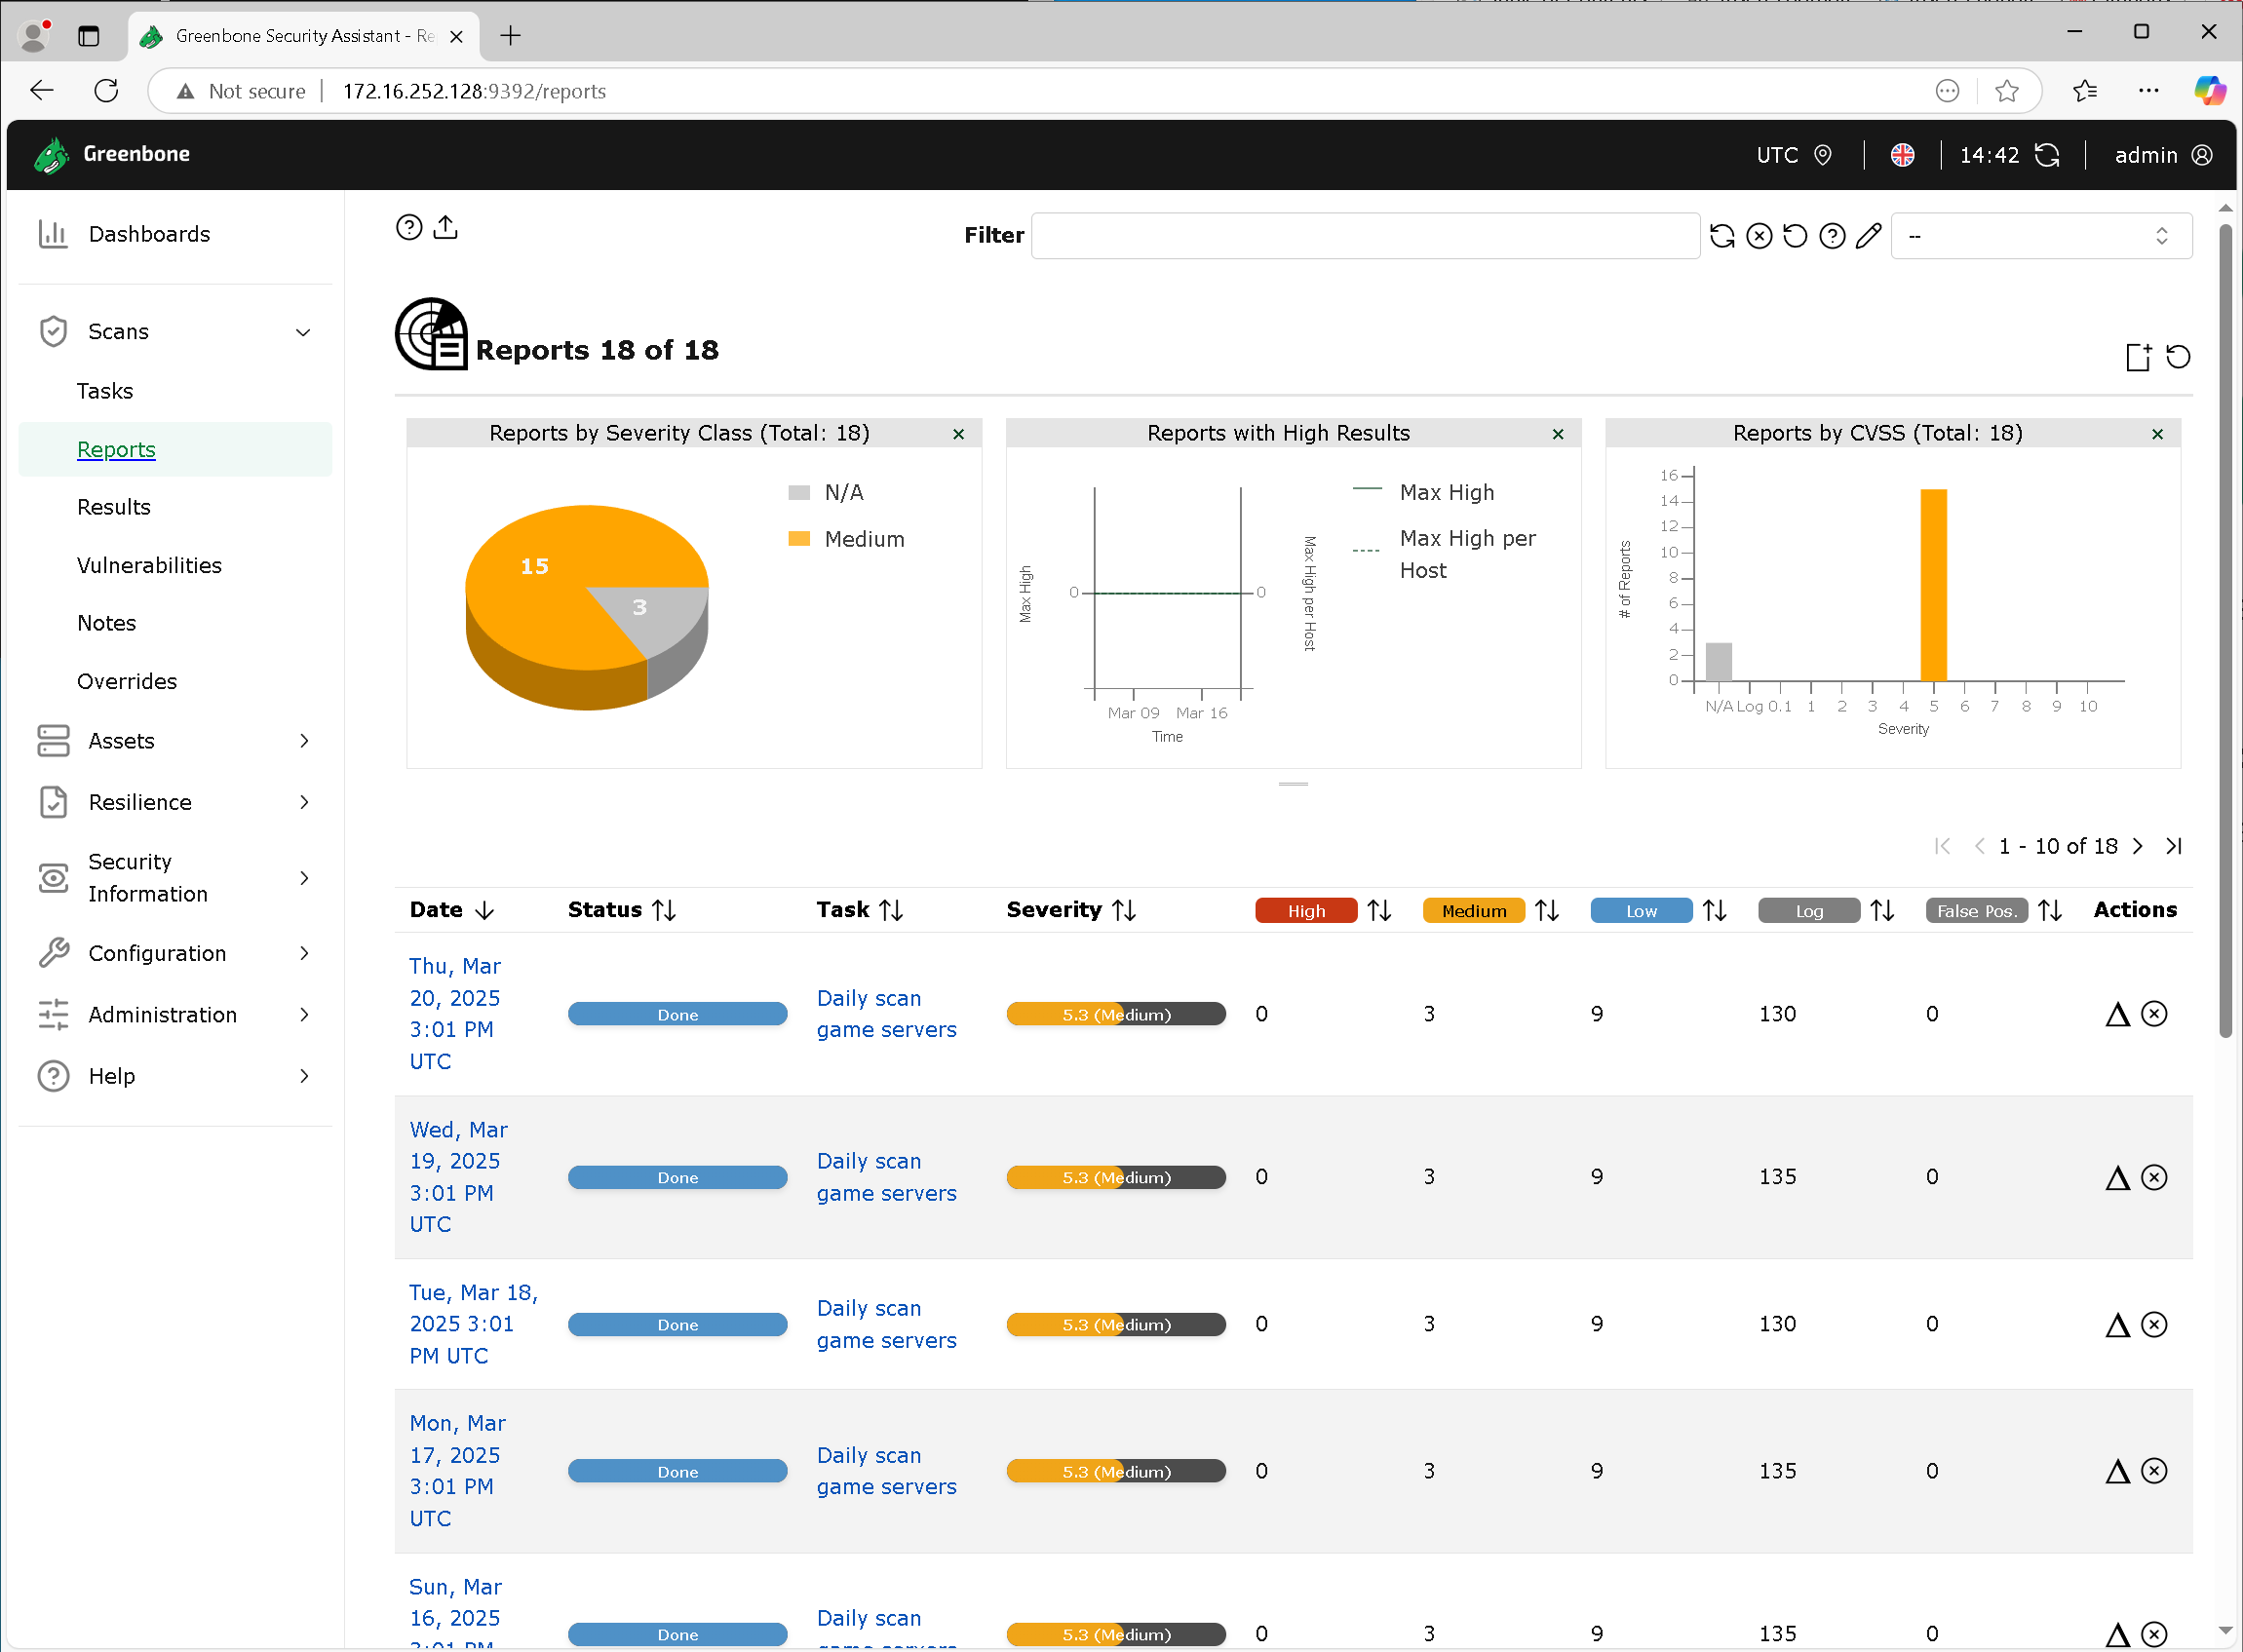 Greenbone Security Assistant - Re
Not secure
172.16.252.128:9392/reports
Greenbone
UTC
14:42
admin
Dashboards
Scans
Tasks
Reports
Results
Vulnerabilities
Notes
Overrides
Assets
Resilience
Security
Information
Configuration
Administration
Help
Filter
--
Reports 18 of 18
Reports by Severity Class (Total: 18)
15
3
N/A
Medium
Reports with High Results
Max High
0
0
Max High per Host
Mar 09 Mar 16
Time
Max High
Max High per
Host
Reports by CVSS (Total: 18)
# of Reports
16
14
12
10
8
6
4
2
0
N/A Log 0.1 1 2 3 4 5 6 7 8 9 10
Severity
1 - 10 of 18
Date Status Task Severity High Medium Low Log False Pos. Actions
Thu, Mar
20, 2025
3:01 PM
UTC
Done
Daily scan
game servers
5.3 (Medium)
0 3 9 130 0
Wed, Mar
19, 2025
3:01 PM
UTC
Done
Daily scan
game servers
5.3 (Medium)
0 3 9 135 0
Tue, Mar 18,
2025 3:01
PM UTC
Done
Daily scan
game servers
5.3 (Medium)
0 3 9 130 0
Mon, Mar
17, 2025
3:01 PM
UTC
Done
Daily scan
game servers
5.3 (Medium)
0 3 9 135 0
Sun, Mar
16, 2025
3:01 PM
Done
Daily scan
game servers
5.3 (Medium)
0 3 9 135 0